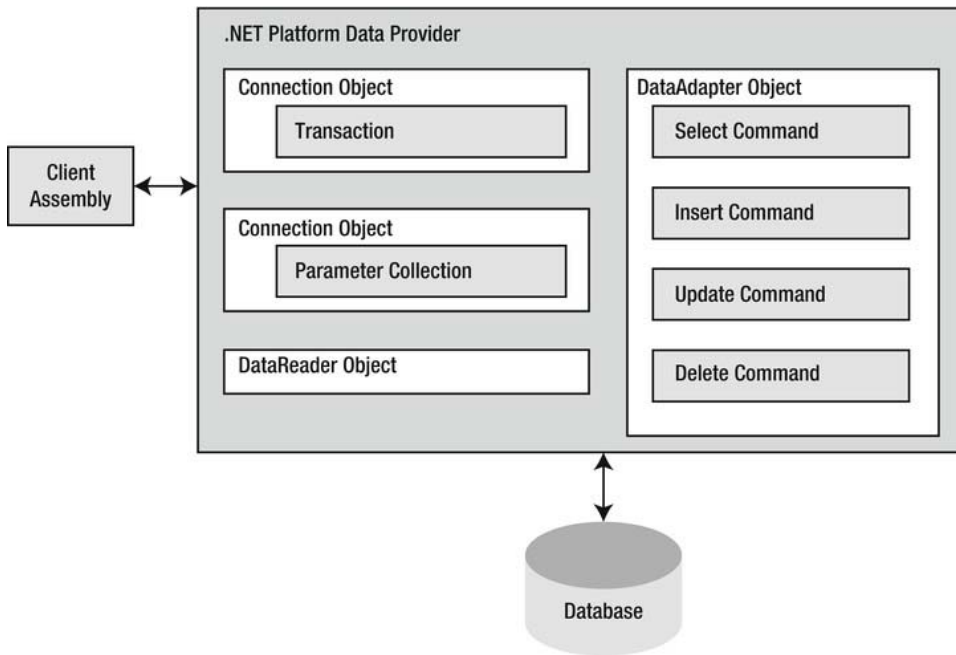 .NET Platform Data Provider
Connection Object
Transaction
Connection Object
Parameter Collection
DataReader Object
DataAdapter Object
Select Command
Insert Command
Update Command
Delete Command
Client
Assembly
Database